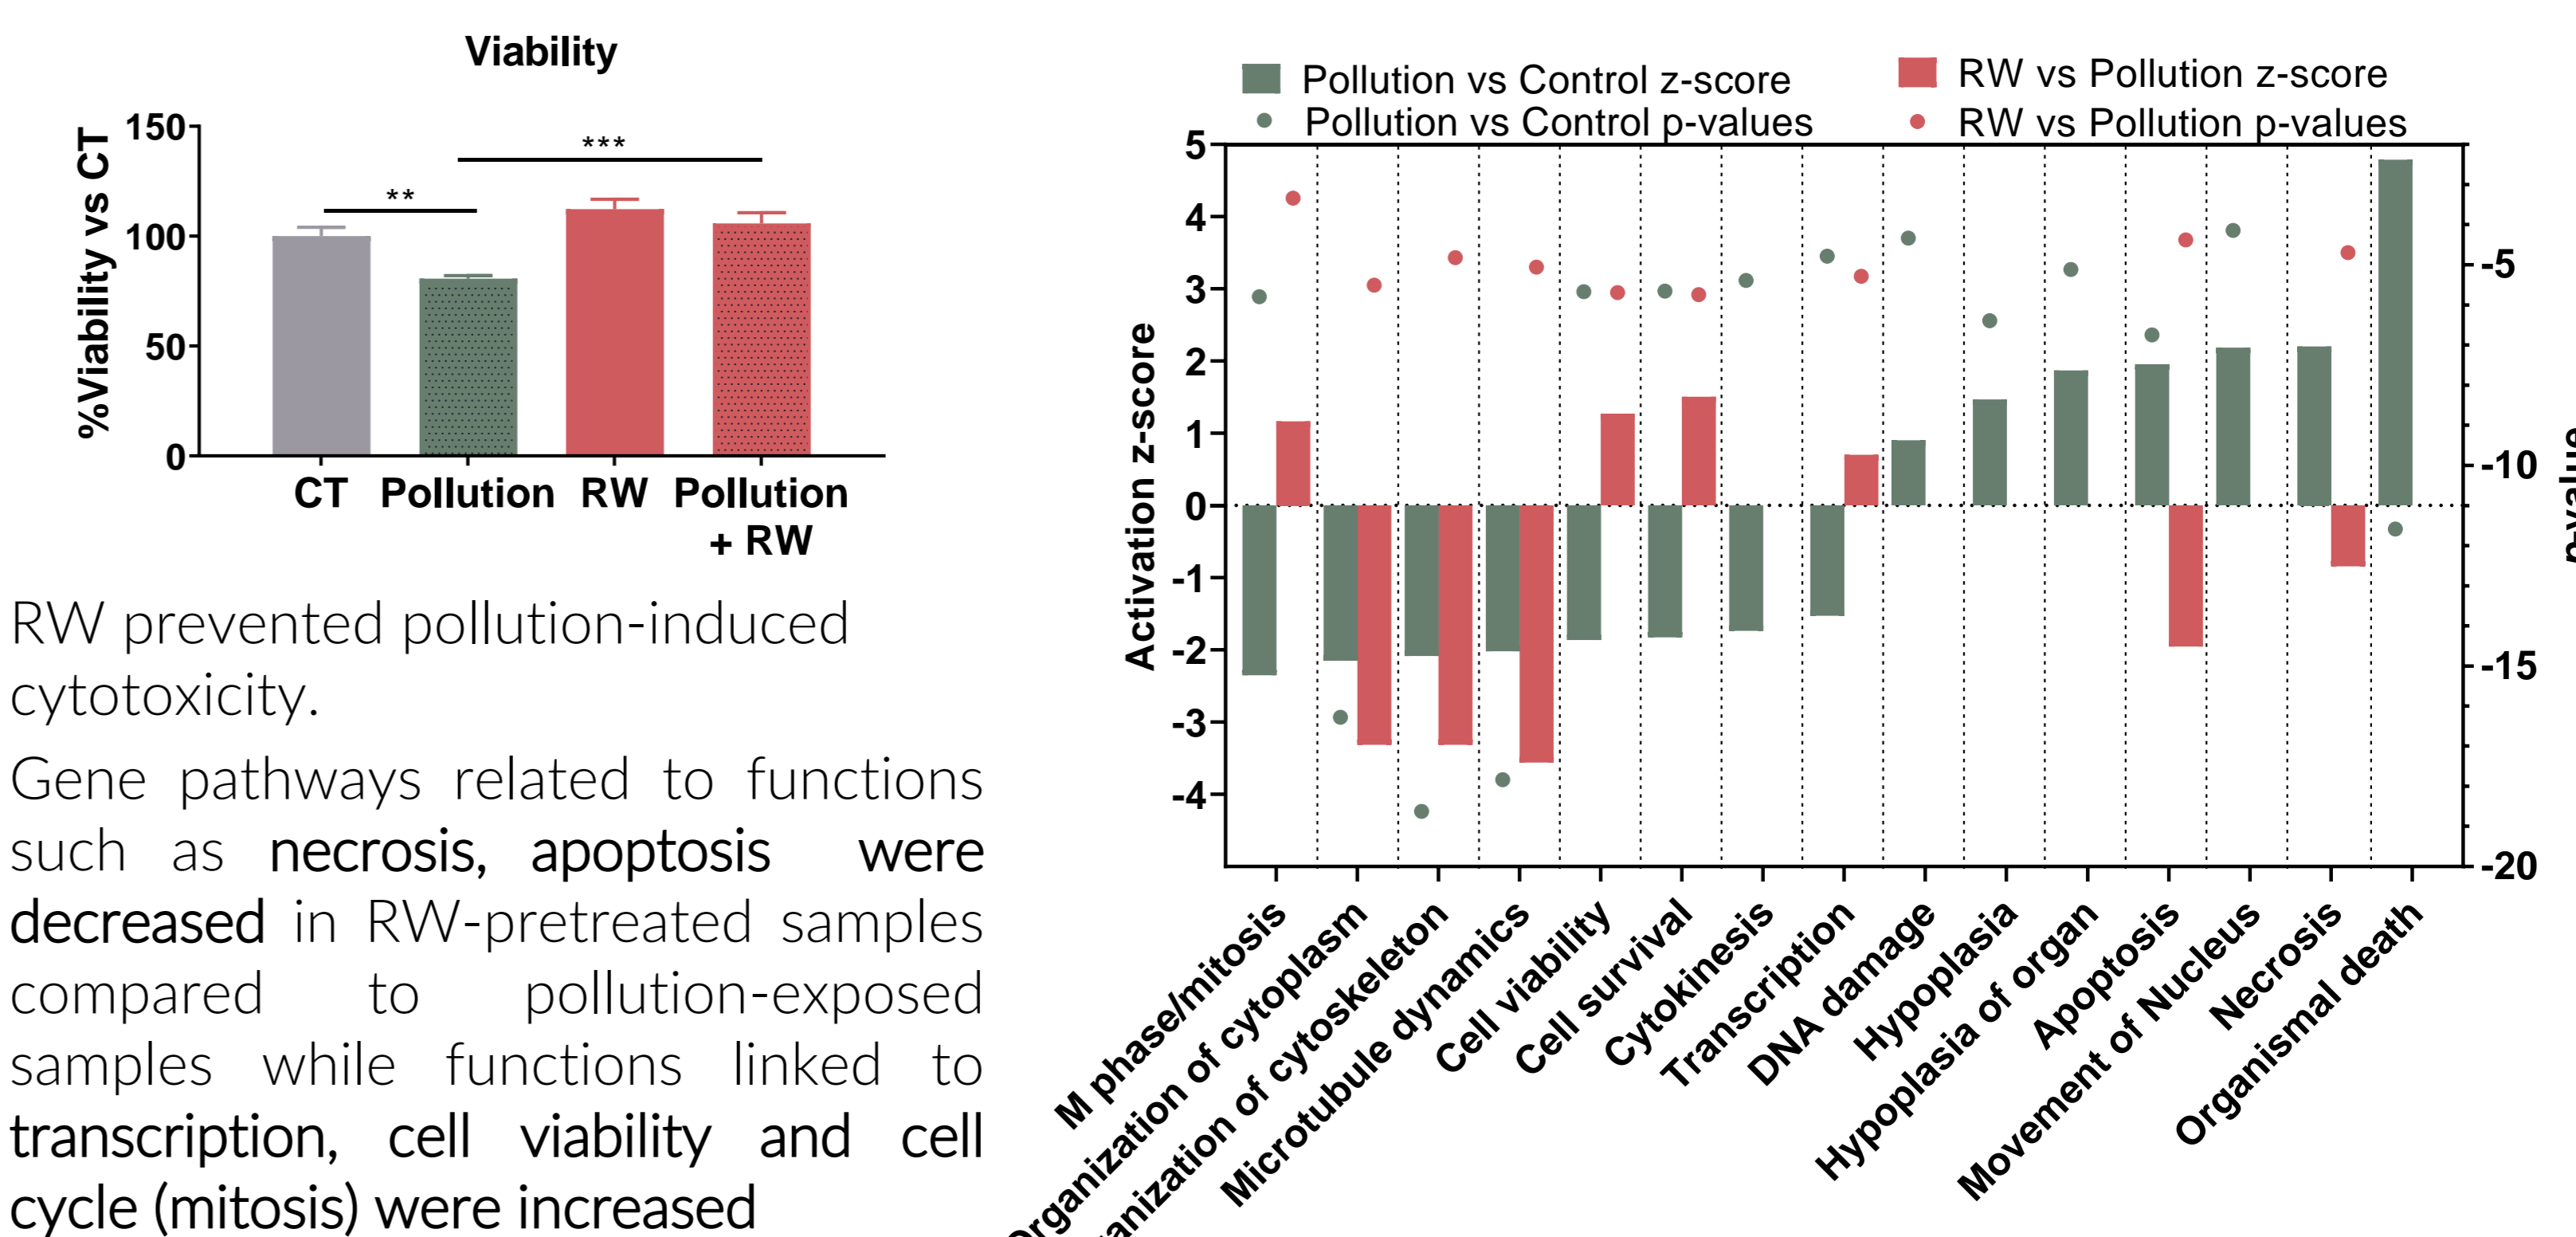 Viability
%Viability vs CT
150
100
50
0
**
***
CT
Pollution
RW
Pollution
+ RW
RW prevented pollution-induced
cytotoxicity.
Gene pathways related to functions
such as necrosis, apoptosis were
decreased in RW-pretreated samples
compared to pollution-exposed
samples while functions linked to
transcription, cell viability and cell
cycle (mitosis) were increased
Pollution vs Control z-score
RW vs Pollution z-score
Pollution vs Control p-values
RW vs Pollution p-values
Activation z-score
5
4
3
2
1
0
-1
-2
-3
-4
-5
-10
-15
-20
p-value
M phase/mitosis
Organization of cytoplasm
of cytoskeleton
Microtubule dynamics
Cell viability
Cell survival
Cytokinesis
Transcription
DNA damage
Hypoplasia
Hypoplasia of organ
Apoptosis
Movement of Nucleus
Necrosis
Organismal death